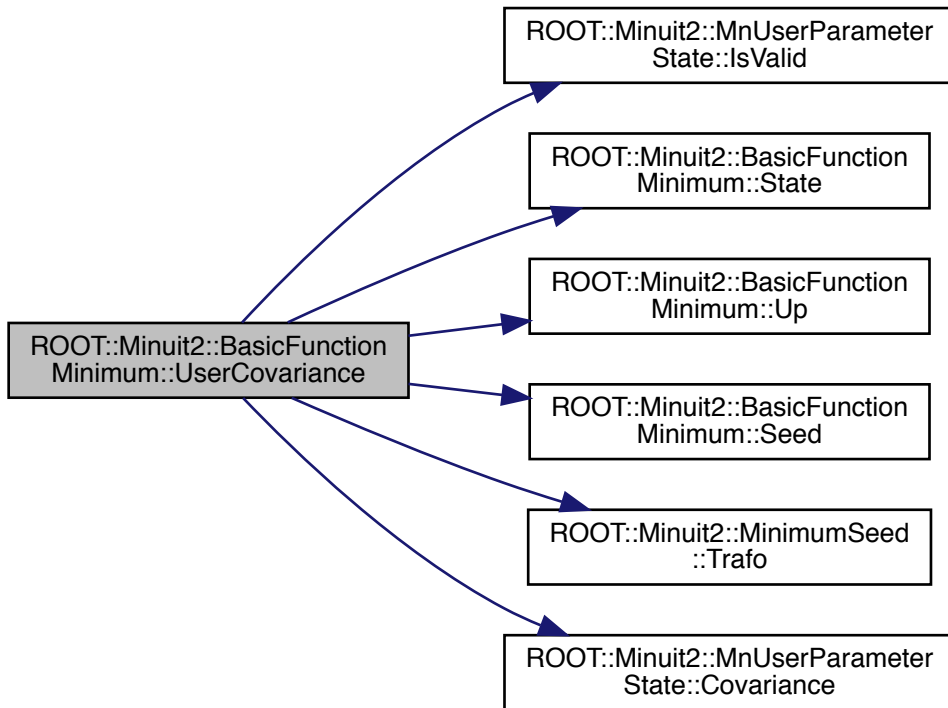 ROOT::Minuit2::MnUserParameter
State::IsValid
ROOT::Minuit2::BasicFunction
Minimum::State
ROOT::Minuit2::BasicFunction
Minimum::Up
ROOT::Minuit2::BasicFunction
Minimum::UserCovariance
ROOT::Minuit2::BasicFunction
Minimum::Seed
ROOT::Minuit2::MinimumSeed
::Trafo
ROOT::Minuit2::MnUserParameter
State::Covariance